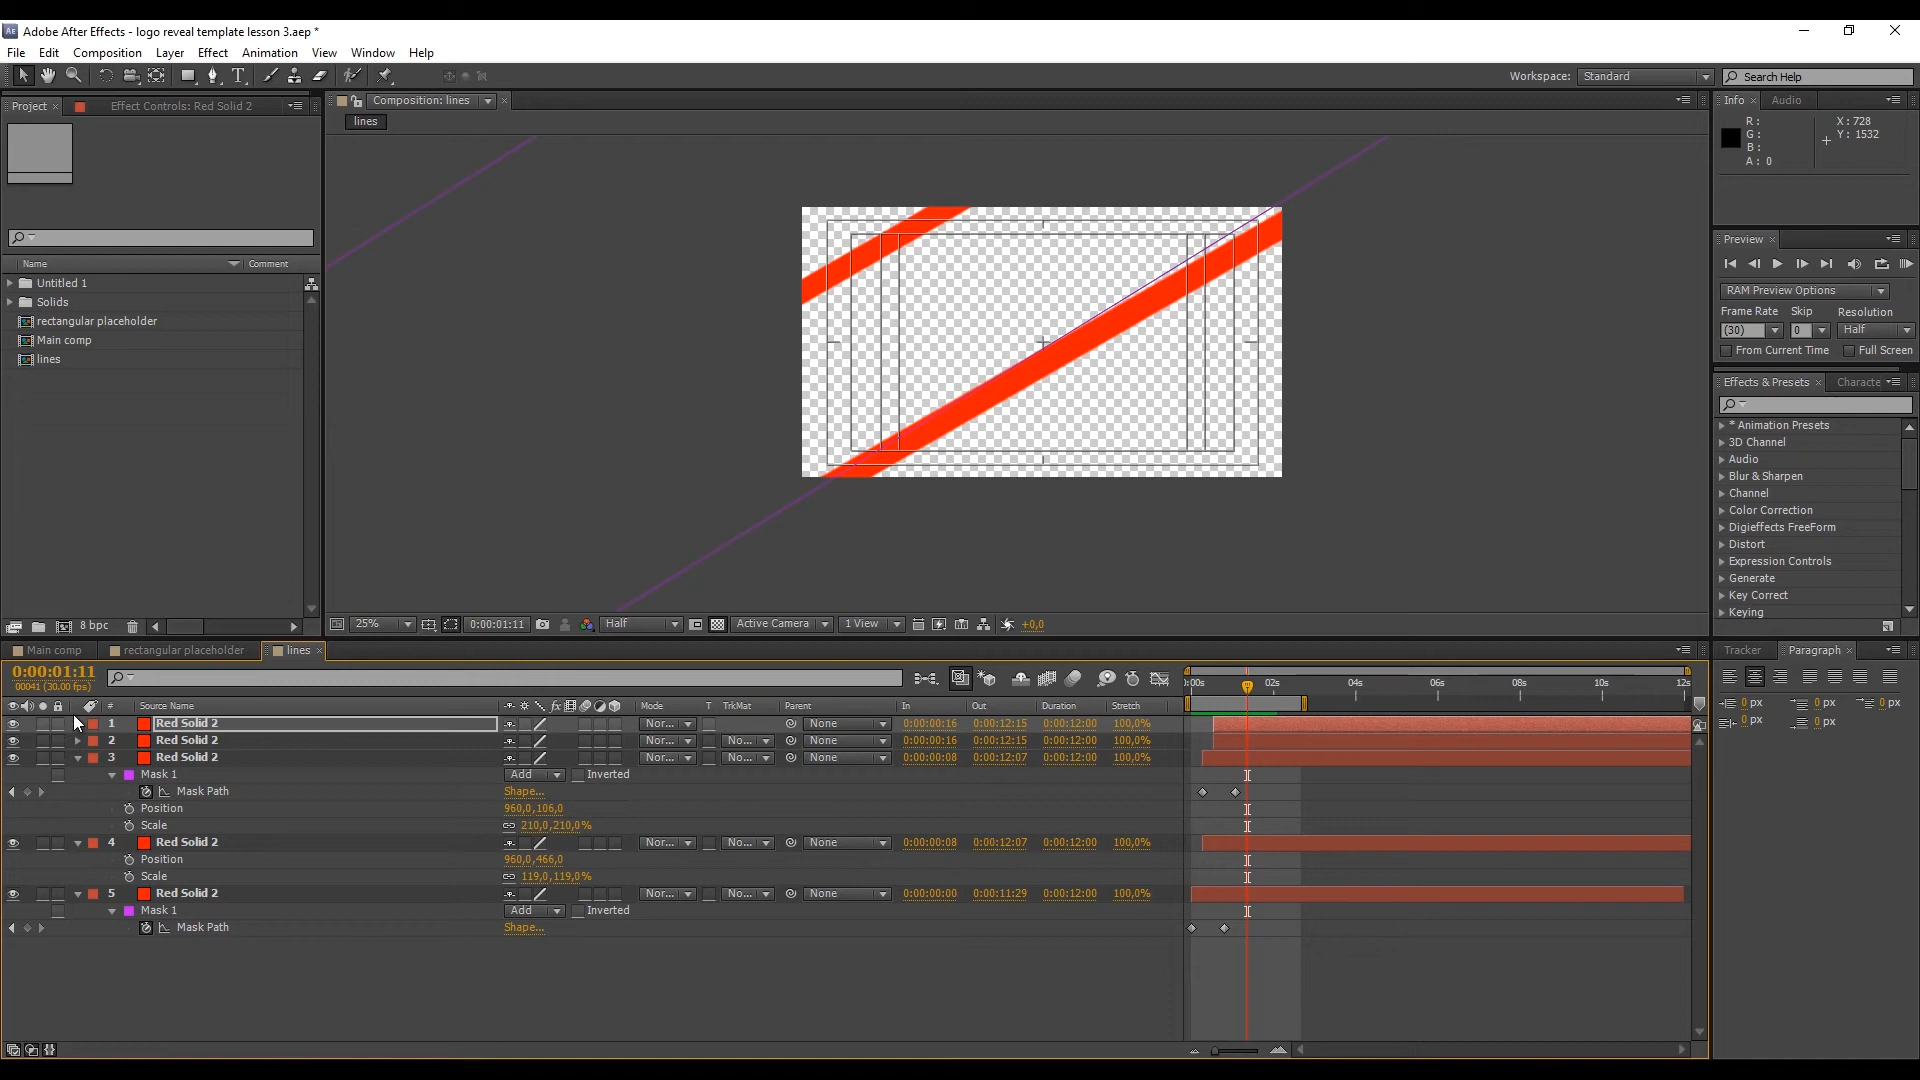 Adobe After Effects - logo reveal template lesson 3.aep *
File Edit Composition Layer Effect Animation View Window Help
Workspace: Standard Search Help
Project Effect Controls: Red Solid 2 Composition: lines Info Audio
lines
R: X: 728
G: Y: 1532
B:
A: 0
Preview
Name Comment
Untitled 1
Solids
rectangular placeholder
Main comp
lines
RAM Preview Options
Frame Rate Skip Resolution
(30) 0 Half
From Current Time Full Screen
Effects & Presets Characte
* Animation Presets
3D Channel
Audio
Blur & Sharpen
Channel
Color Correction
Digieffects FreeForm
Distort
Expression Controls
Generate
Key Correct
Keying
8 bpc 25% 0:00:01:11 Half Active Camera 1 View +0,0
Main comp rectangular placeholder lines Tracker Paragraph
0:00:01:11
00041 (30.00 fps)
:00s 02s 04s 06s 08s 10s 12s
# Source Name Mode T TrkMat Parent In Out Duration Stretch
1 Red Solid 2 Nor... None 0:00:00:16 0:00:12:15 0:00:12:00 100,0%
2 Red Solid 2 Nor... No... None 0:00:00:16 0:00:12:15 0:00:12:00 100,0%
3 Red Solid 2 Nor... No... None 0:00:00:08 0:00:12:07 0:00:12:00 100,0%
Mask 1 Add Inverted
Mask Path Shape...
Position 960,0,106,0
Scale 210,0,210,0%
4 Red Solid 2 Nor... No... None 0:00:00:08 0:00:12:07 0:00:12:00 100,0%
Position 960,0,466,0
Scale 119,0,119,0%
5 Red Solid 2 Nor... No... None 0:00:00:00 0:00:11:29 0:00:12:00 100,0%
Mask 1 Add Inverted
Mask Path Shape...
0 px 0 px 0 px
0 px 0 px